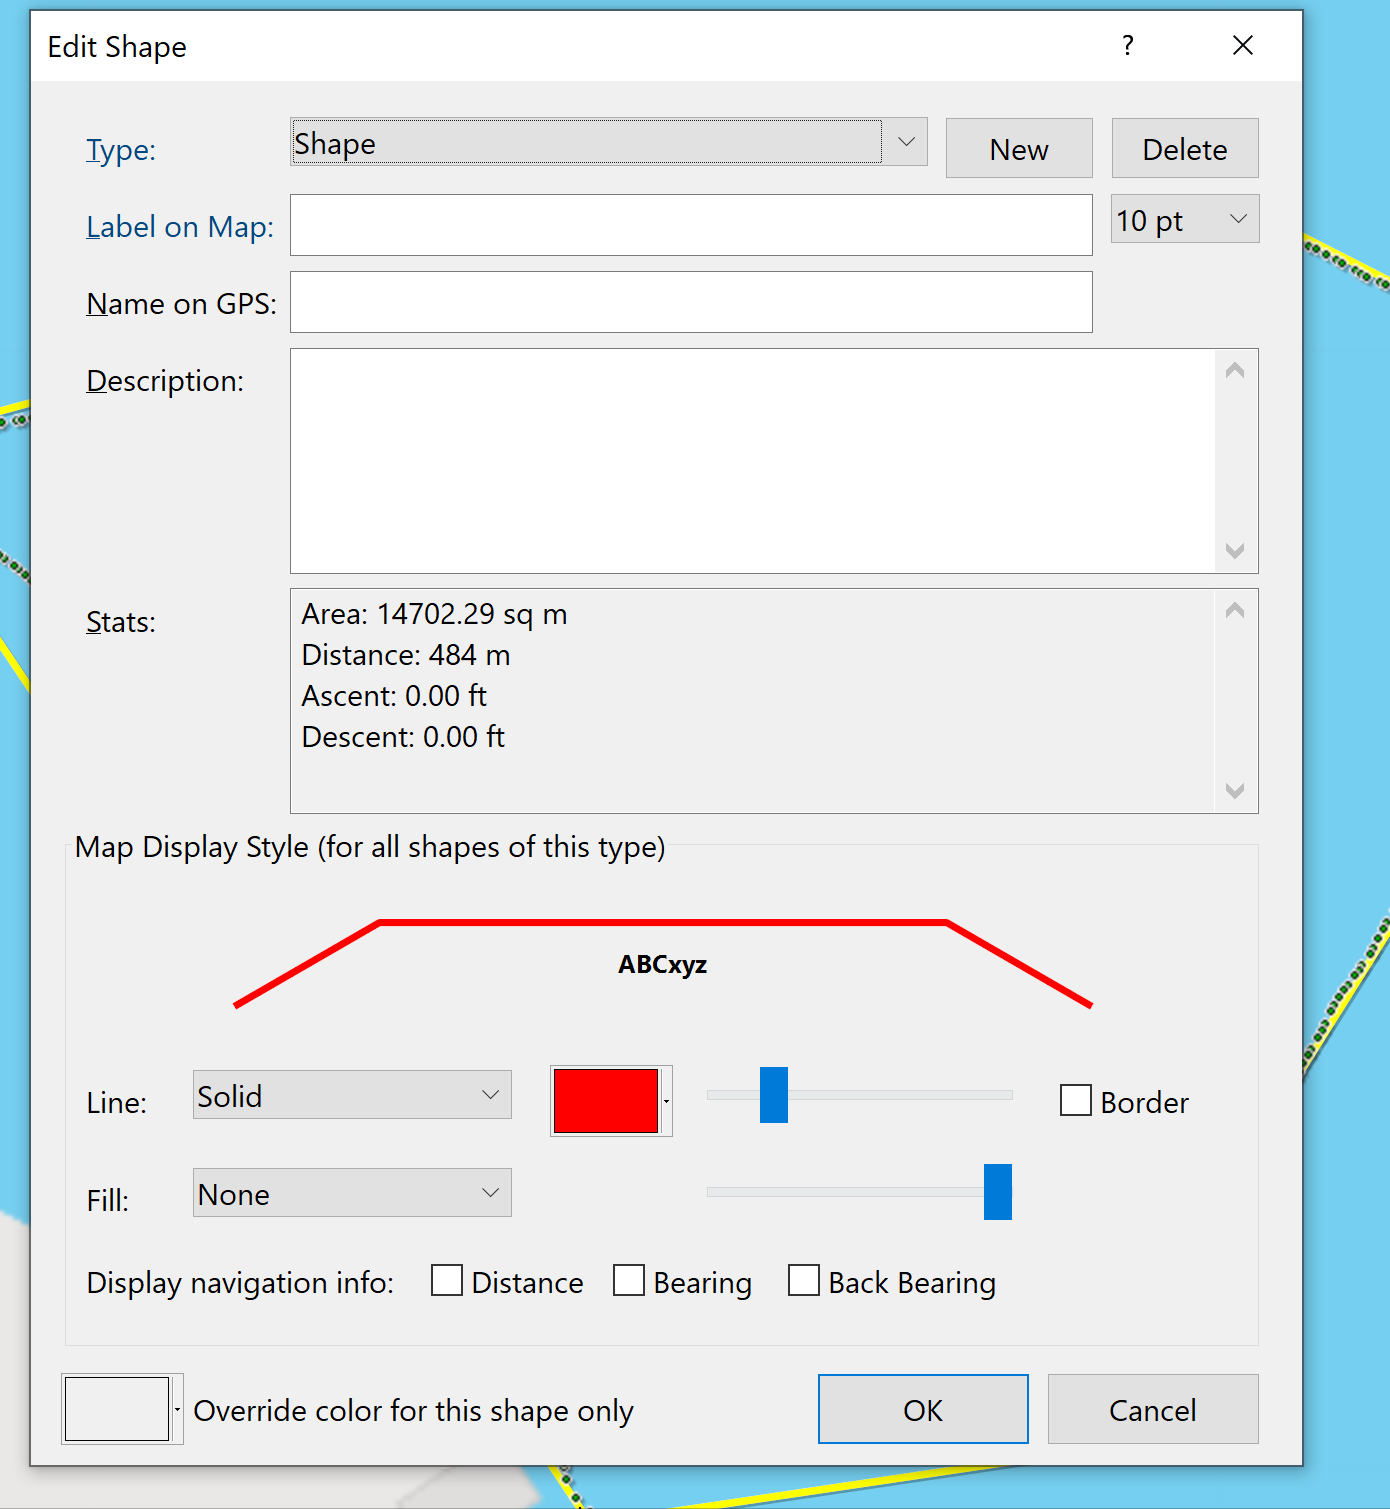 Edit Shape ?
Type: Shape New Delete
Label on Map: 10 pt
Name on GPS:
Description:
Stats: Area: 14702.29 sq m
Distance: 484 m
Ascent: 0.00 ft
Descent: 0.00 ft
Map Display Style (for all shapes of this type)
ABCxyz
Line: Solid Border
Fill: None
Display navigation info: Distance Bearing Back Bearing
Override color for this shape only OK Cancel